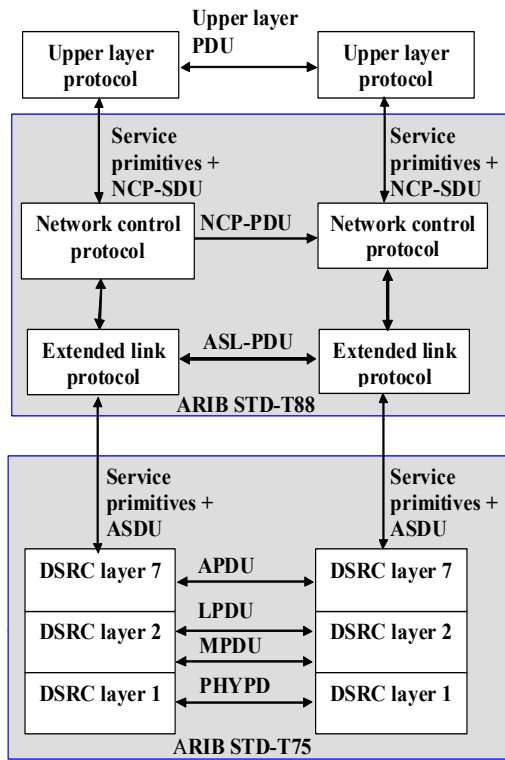 Upper layer
PDU
Upper layer
protocol
Upper layer
protocol
Service
primitives +
NCP-SDU
Service
primitives +
NCP-SDU
Network control
protocol
NCP-PDU
Network control
protocol
Extended link
protocol
ASL-PDU
Extended link
protocol
ARIB STD-T88
Service
primitives +
ASDU
Service
primitives +
ASDU
DSRC layer 7
APDU
DSRC layer 7
LPDU
DSRC layer 2
MPDU
DSRC layer 2
DSRC layer 1
PHYPD
DSRC layer 1
ARIB STD-T75